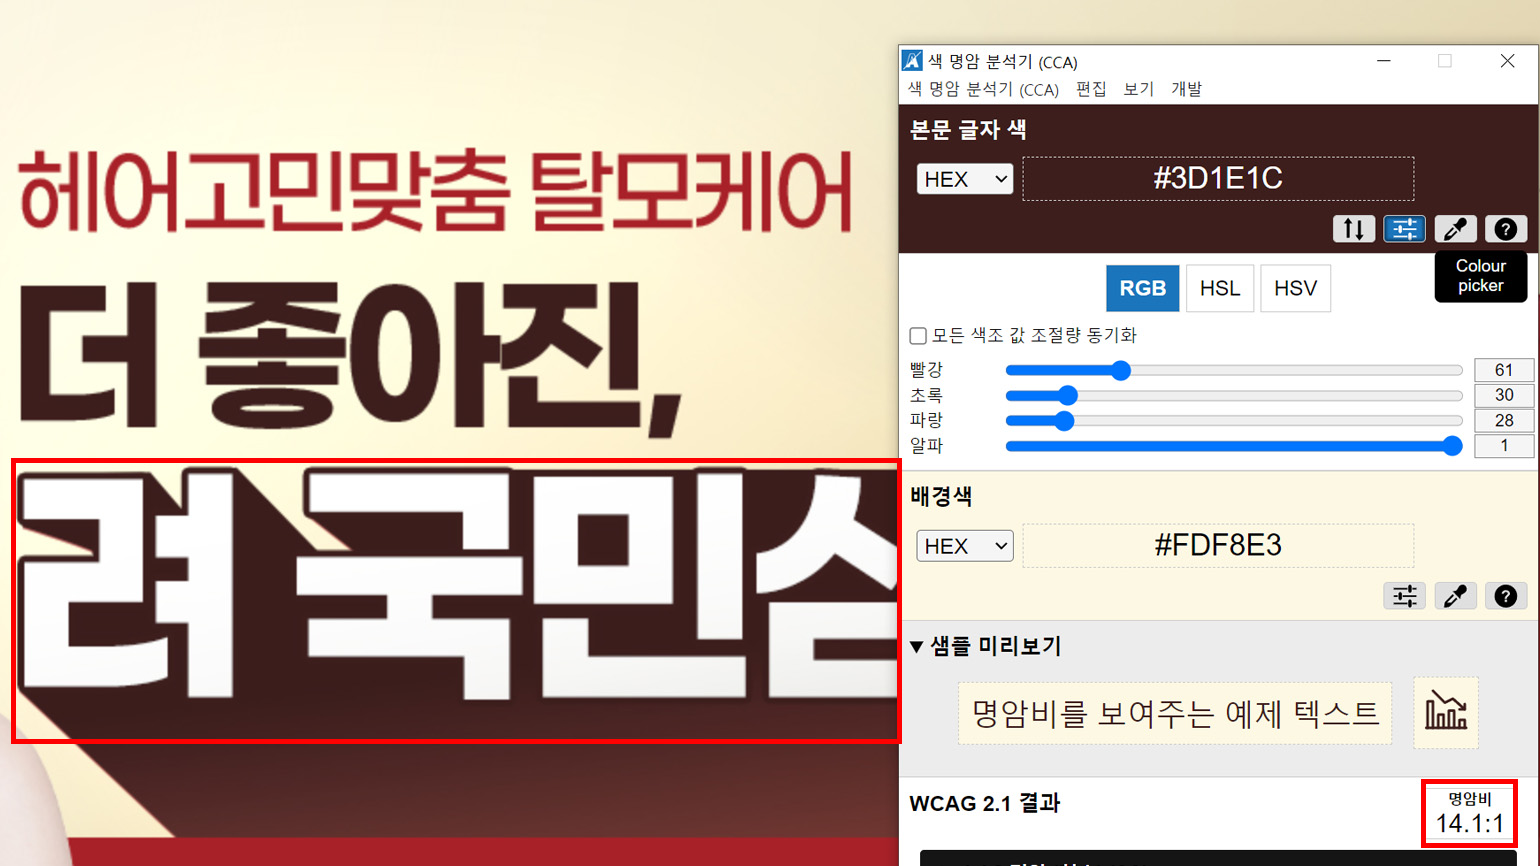 헤어고민맞춤 탈모케어
더 좋아진,
려 국민샴
색 명암 분석기 (CCA)
색 명암 분석기 (CCA) 편집 보기 개발
본문 글자 색
HEX #3D1E1C
Colour
picker
RGB HSL HSV
모든 색조 값 조절량 동기화
빨강 61
초록 30
파랑 28
알파 1
배경색
HEX #FDF8E3
샘플 미리보기
명암비를 보여주는 예제 텍스트
WCAG 2.1 결과
명암비
14.1:1